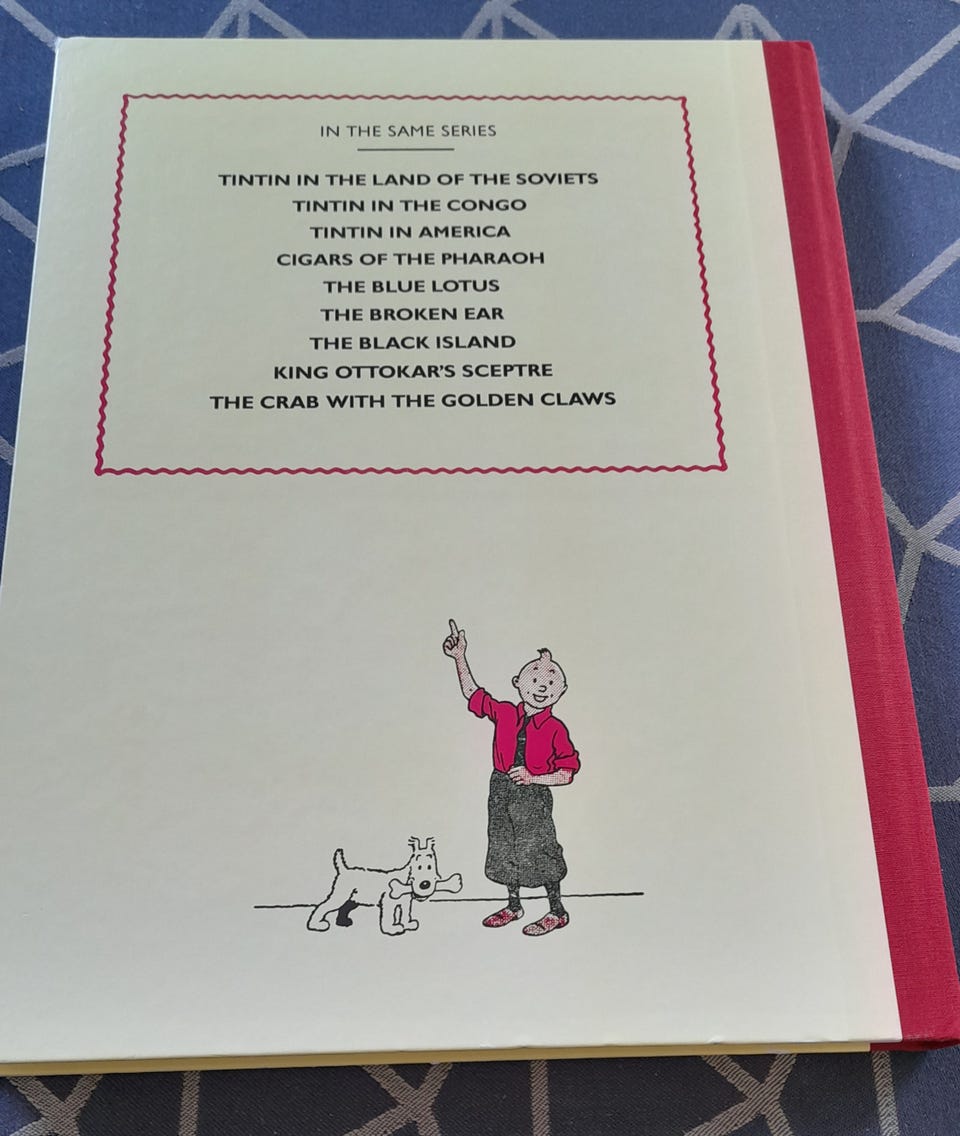 IN THE SAME SERIES
TINTIN IN THE LAND OF THE SOVIETS
TINTIN IN THE CONGO
TINTIN IN AMERICA
CIGARS OF THE PHARAOH
THE BLUE LOTUS
THE BROKEN EAR
THE BLACK ISLAND
KING OTTOKAR'S SCEPTRE
THE CRAB WITH THE GOLDEN CLAWS